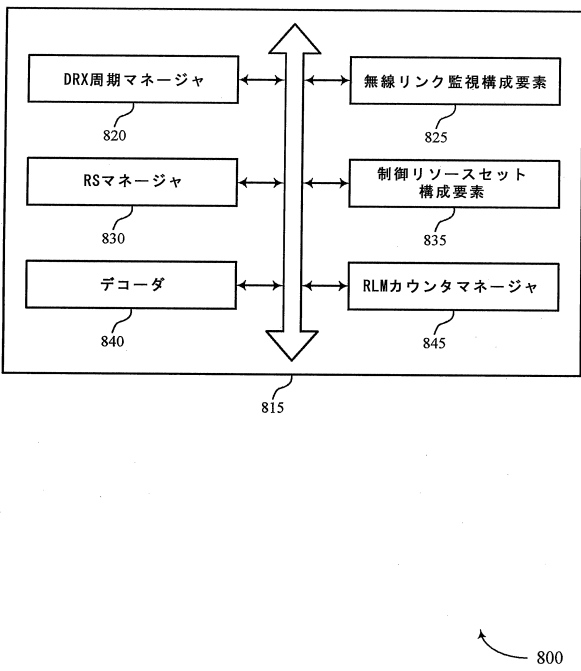 DRX周期マネージャ
820
無線リンク監視構成要素
825
RSマネージャ
830
制御リソースセット
構成要素
835
デコーダ
840
RLMカウンタマネージャ
845
815
800